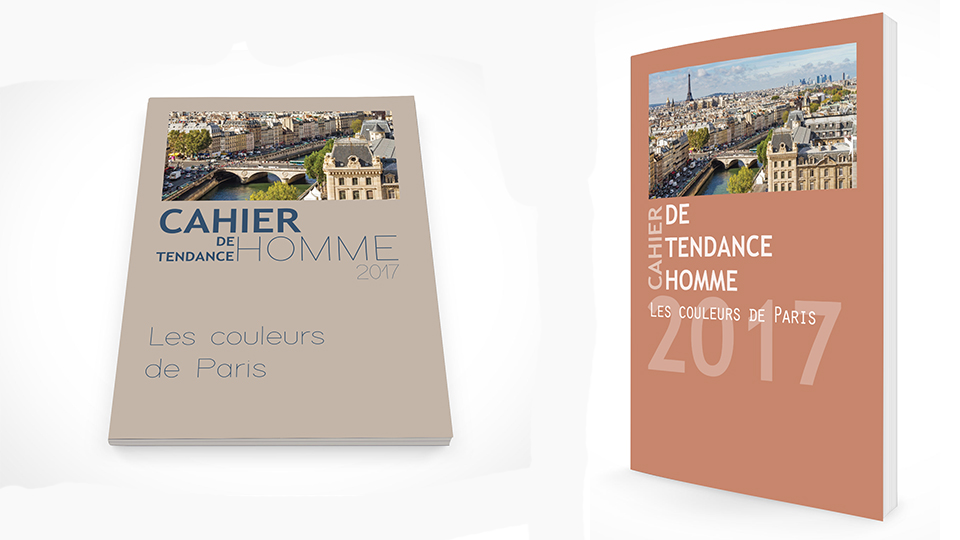 CAHIER
DE
TENDANCE HOMME
2017
Les couleurs
de Paris
CAHIER
DE
TENDANCE
HOMME
Les couleurs de Paris
2017